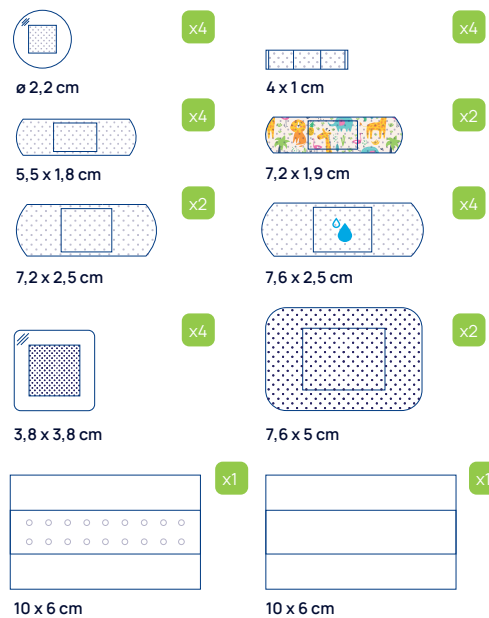 x4
ø 2,2 cm
x4
4 x 1 cm
x4
5,5 x 1,8 cm
x2
7,2 x 1,9 cm
x2
7,2 x 2,5 cm
x4
7,6 x 2,5 cm
x4
3,8 x 3,8 cm
x2
7,6 x 5 cm
x1
10 x 6 cm
x1
10 x 6 cm